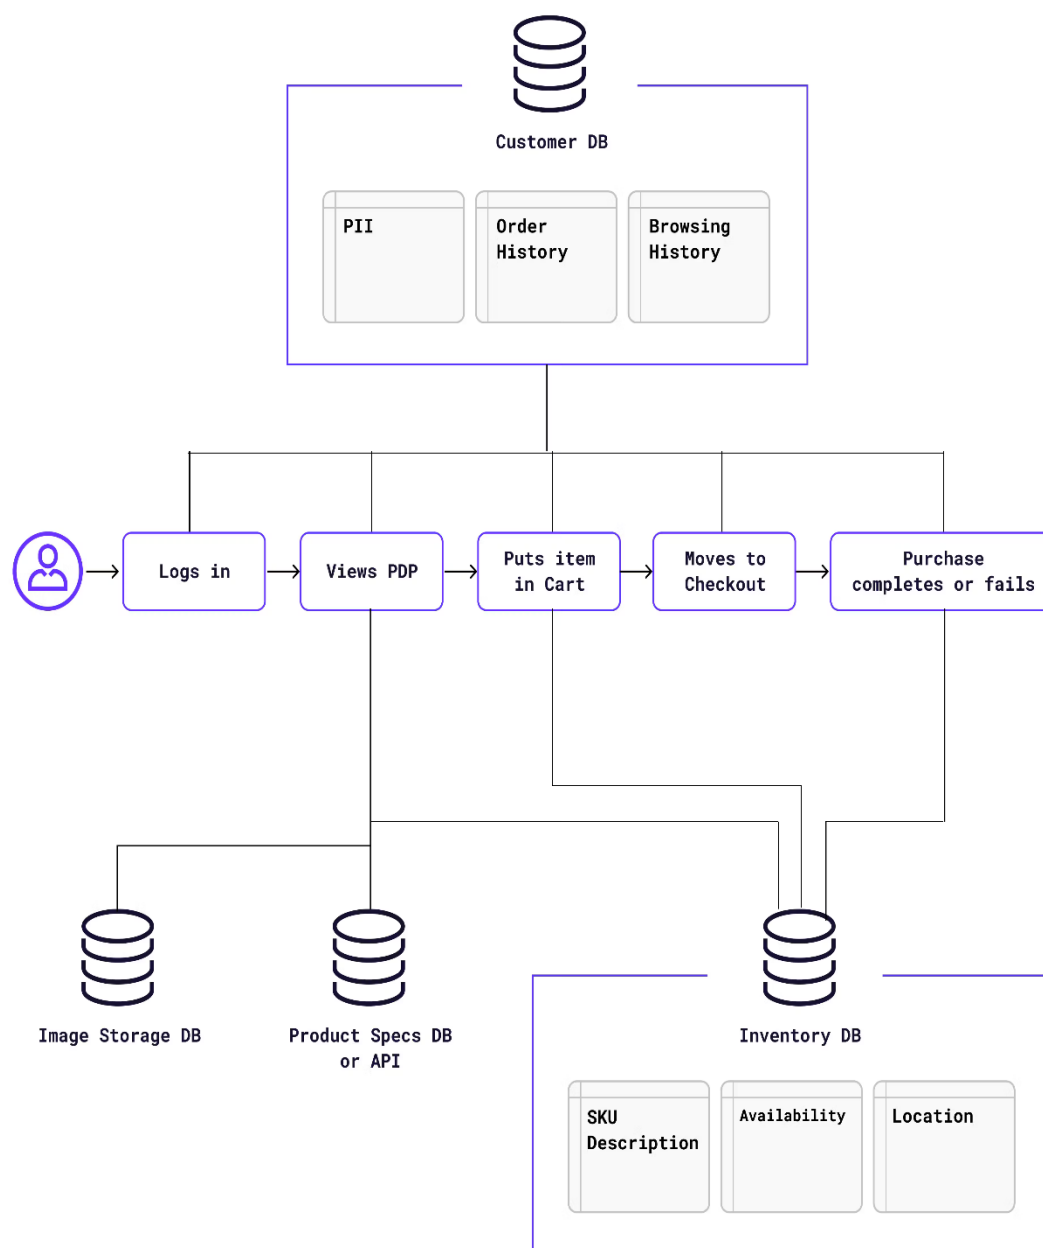 Customer DB
PII
Order
History
Browsing
History
Logs in
Views PDP
Puts item
in Cart
Moves to
Checkout
Purchase
completes or fails
Image Storage DB
Product Specs DB
or API
Inventory DB
SKU
Description
Availability
Location